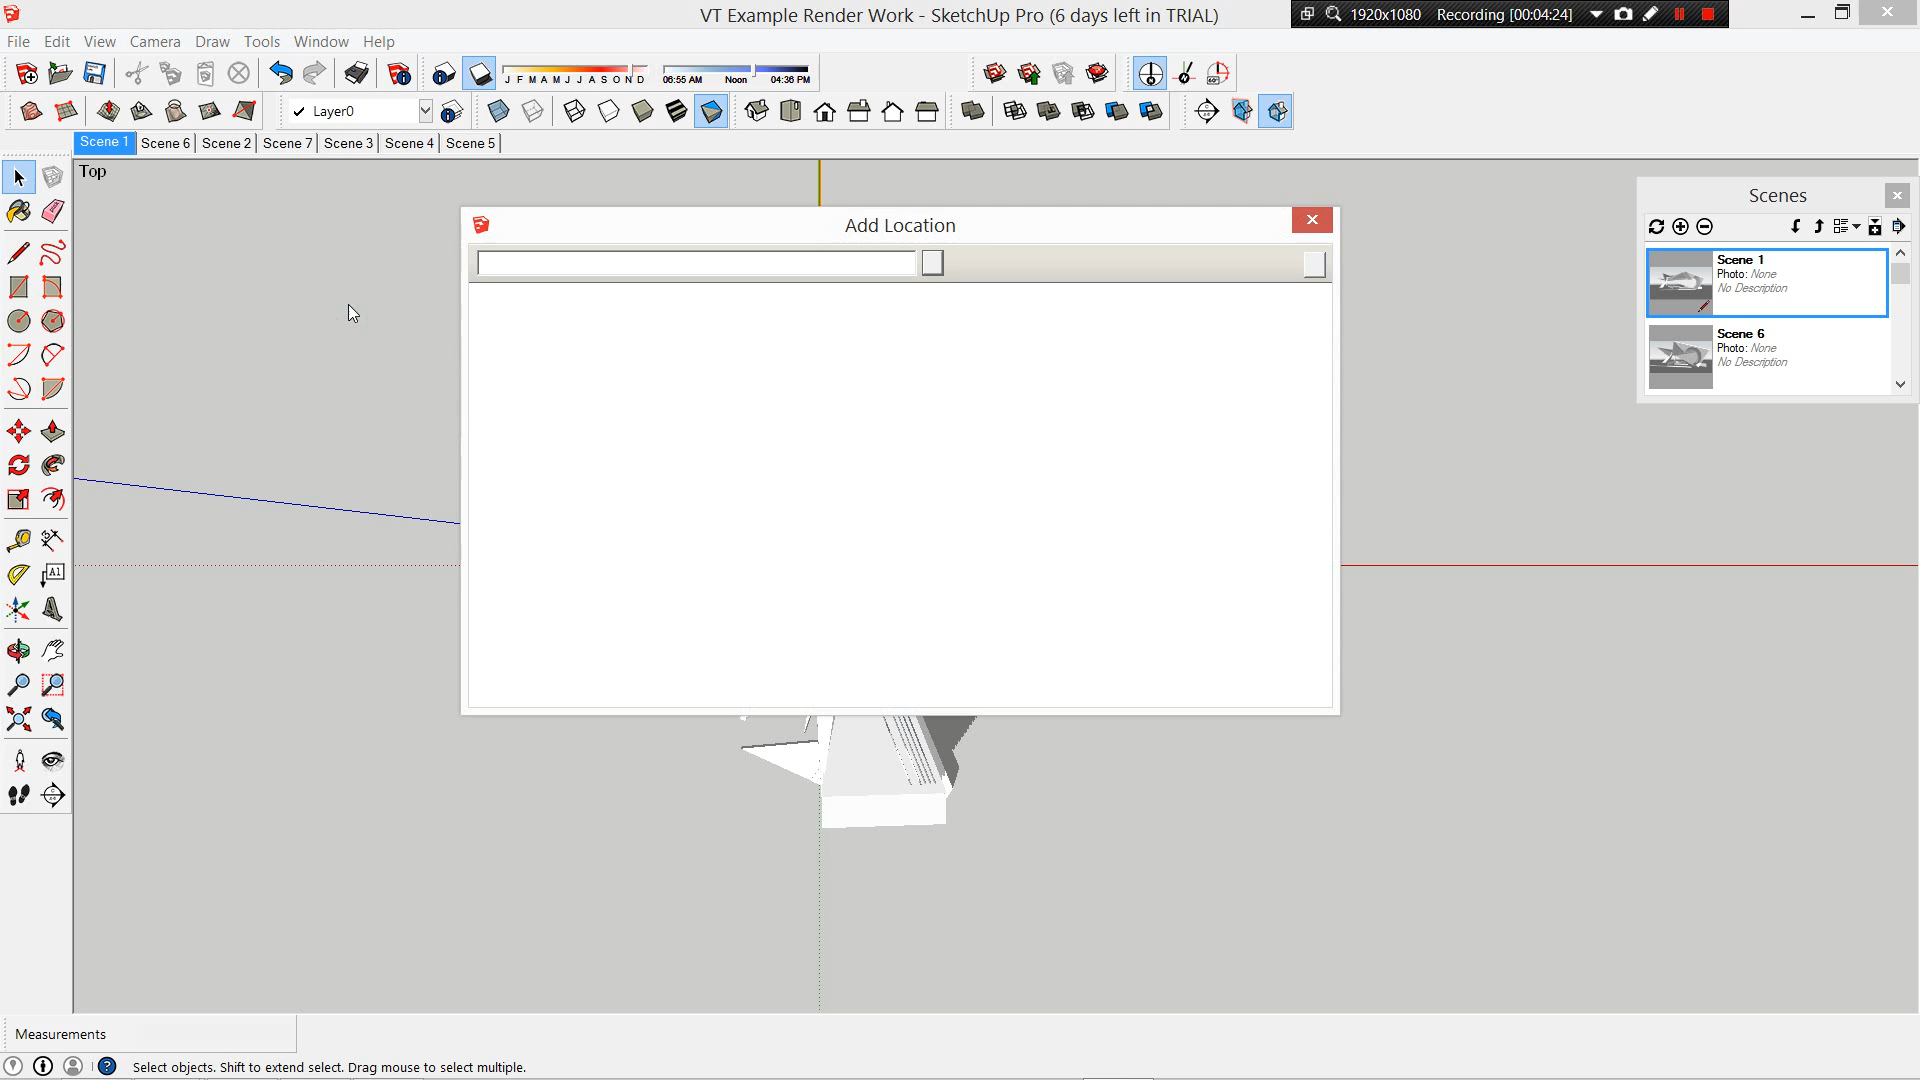 VT Example Render Work - SketchUp Pro (6 days left in TRIAL)
1920x1080 Recording [00:04:24]
File Edit View Camera Draw Tools Window Help
J F M A M J J A S O N D
06:55 AM Noon 04:36 PM
Layer0
Scene 1 Scene 6 Scene 2 Scene 7 Scene 3 Scene 4 Scene 5
Top
Add Location
Scenes
Scene 1
Photo: None
No Description
Scene 6
Photo: None
No Description
A1
Measurements
Select objects. Shift to extend select. Drag mouse to select multiple.